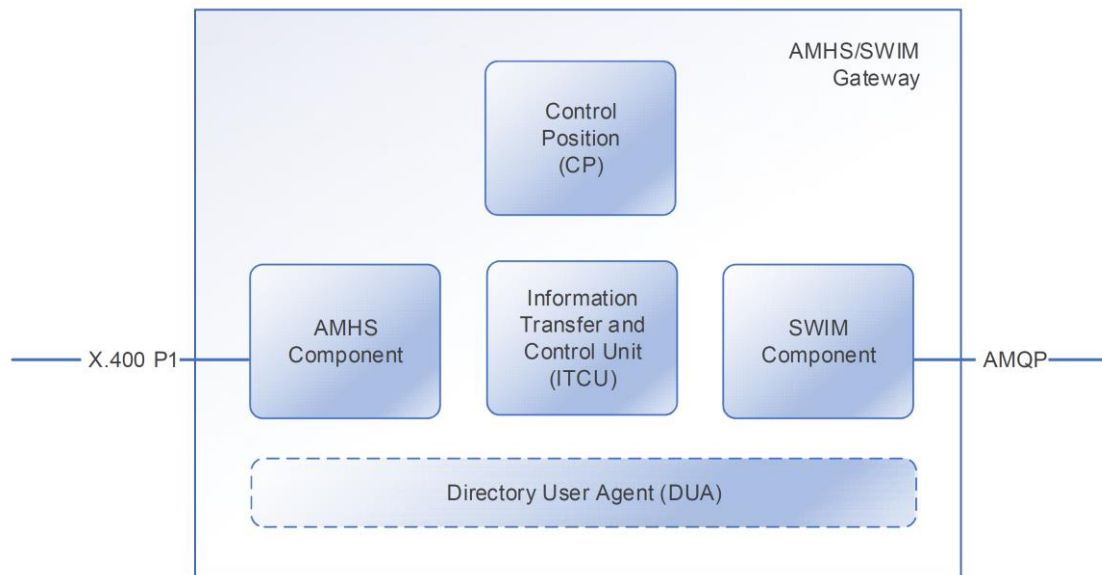 AMHS/SWIM
Gateway
Control
Position
(CP)
AMHS
Component
Information
Transfer and
Control Unit
(ITCU)
SWIM
Component
X.400 P1
AMQP
Directory User Agent (DUA)